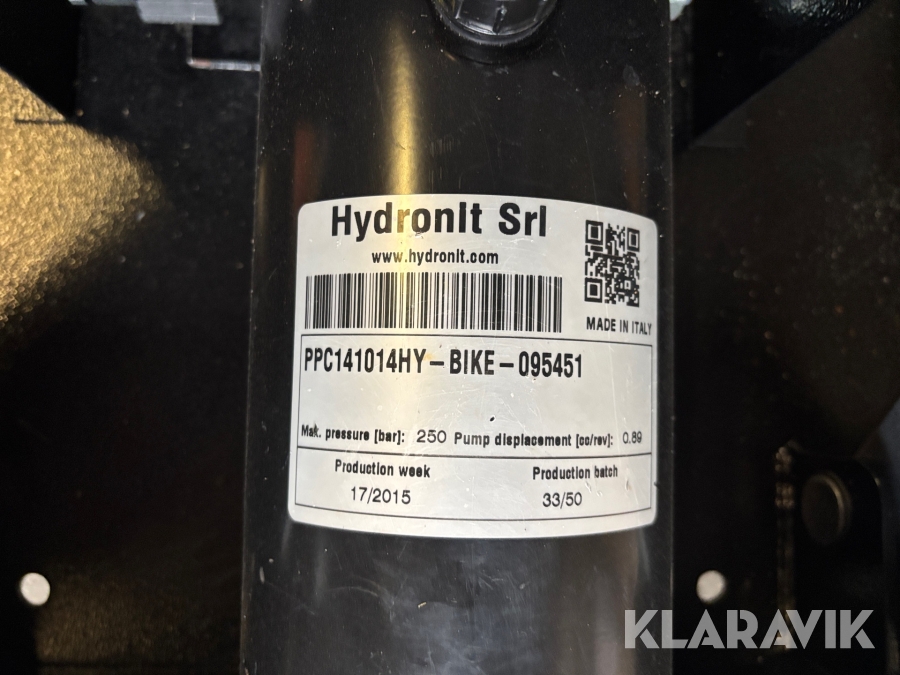 HydronIt Srl
www.hydronit.com
MADE IN ITALY
PPC141014HY-BIKE-095451
Max. pressure [bar]: 250 Pump displacement [cc/rev]: 0.89
Production week Production batch
17/2015 33/50
KLARAVIK